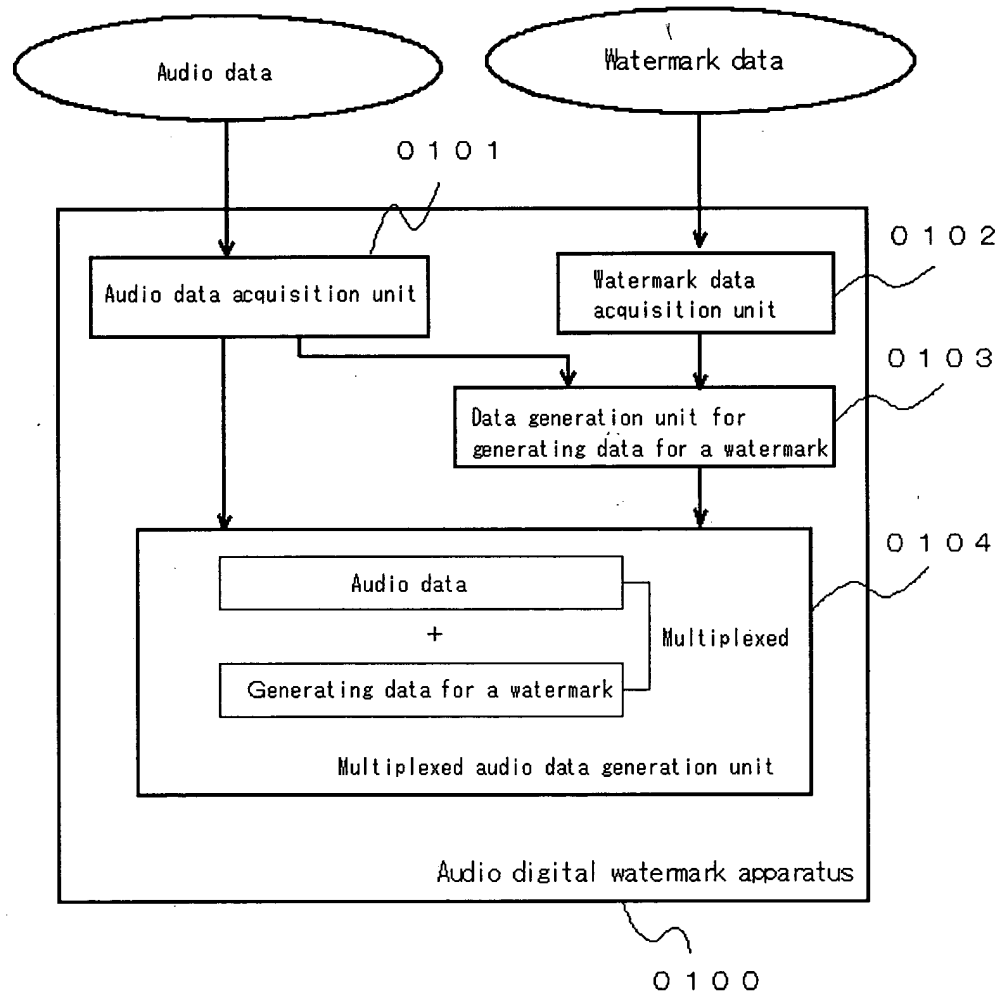 Audio data
Watermark data
0101
0102
Audio data acquisition unit
Watermark data
acquisition unit
0103
Data generation unit for
generating data for a watermark
0104
Audio data
+
Multiplexed
Generating data for a watermark
Multiplexed audio data generation unit
Audio digital watermark apparatus
0100